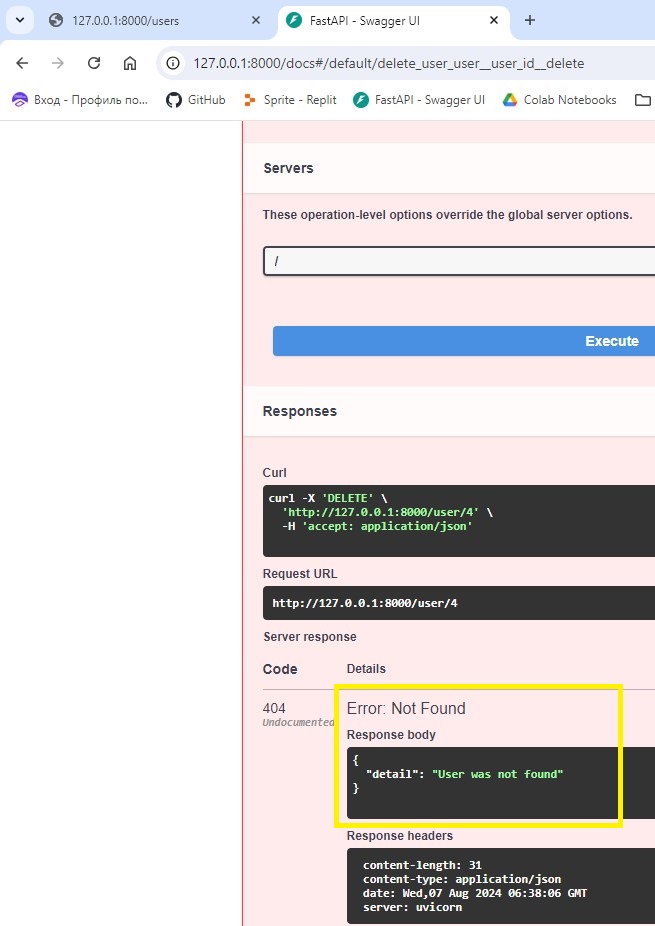 127.0.0.1:8000/users
FastAPI - Swagger UI
127.0.0.1:8000/docs#/default/delete_user_user__user_id__delete
Вход - Профиль по...
GitHub
Sprite - Replit
FastAPI - Swagger UI
Colab Notebooks
Servers
These operation-level options override the global server options.
/
Execute
Responses
Curl
curl -X 'DELETE' \
'http://127.0.0.1:8000/user/4' \
-H 'accept: application/json'
Request URL
http://127.0.0.1:8000/user/4
Server response
Code
Details
404
Undocumented
Error: Not Found
Response body
{
"detail": "User was not found"
}
Response headers
content-length: 31
content-type: application/json
date: Wed,07 Aug 2024 06:38:06 GMT
server: uvicorn